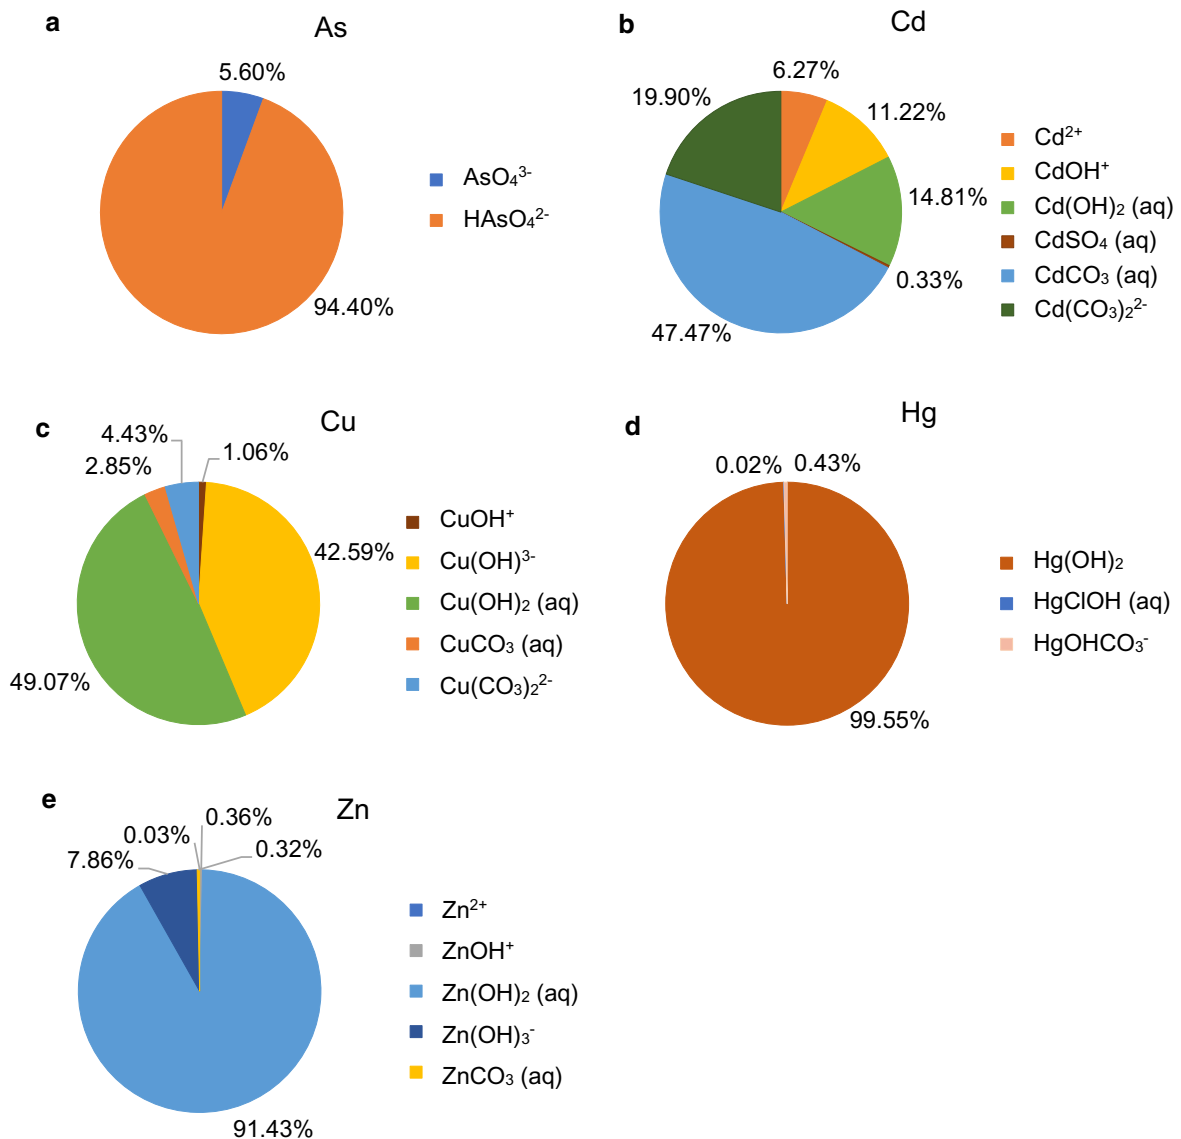 a
As
5.60%
94.40%
AsO₄³⁻
HAsO₄²⁻
b
Cd
6.27%
19.90%
11.22%
14.81%
0.33%
47.47%
Cd²⁺
CdOH⁺
Cd(OH)₂ (aq)
CdSO₄ (aq)
CdCO₃ (aq)
Cd(CO₃)₂²⁻
c
Cu
4.43%
1.06%
2.85%
42.59%
49.07%
CuOH⁺
Cu(OH)³⁻
Cu(OH)₂ (aq)
CuCO₃ (aq)
Cu(CO₃)₂²⁻
d
Hg
0.02% 0.43%
99.55%
Hg(OH)₂
HgClOH (aq)
HgOHCO₃⁻
e
Zn
0.36%
0.03%
0.32%
7.86%
91.43%
Zn²⁺
ZnOH⁺
Zn(OH)₂ (aq)
Zn(OH)₃⁻
ZnCO₃ (aq)